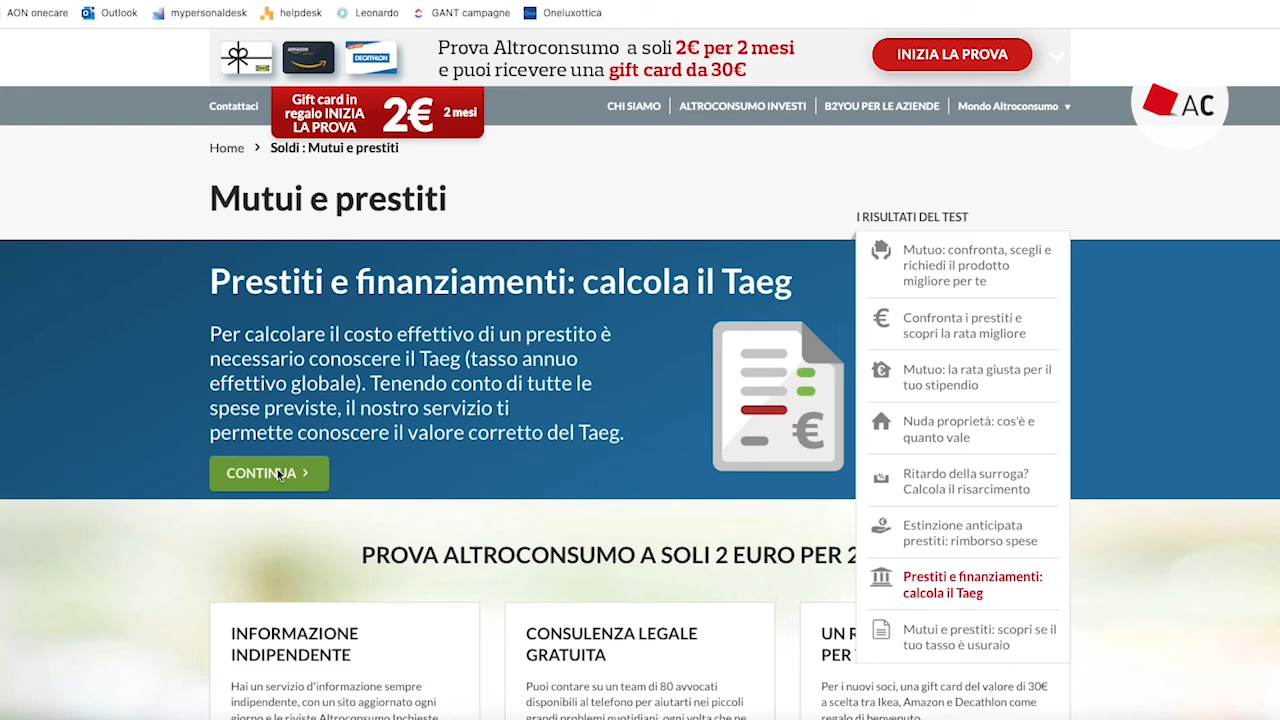 AON onecare Outlook mypersonaldesk helpdesk Leonardo GANT campagne Oneluxottica
amazon
DECATHLON
Prova Altroconsumo a soli 2€ per 2 mesi
e puoi ricevere una gift card da 30€
INIZIA LA PROVA
Contattaci
Gift card in
regalo INIZIA
LA PROVA
2€ 2 mesi
CHI SIAMO
ALTROCONSUMO INVESTI
B2YOU PER LE AZIENDE
Mondo Altroconsumo
AC
Home > Soldi : Mutui e prestiti
Mutui e prestiti
Prestiti e finanziamenti: calcola il Taeg
Per calcolare il costo effettivo di un prestito è
necessario conoscere il Taeg (tasso annuo
effettivo globale). Tenendo conto di tutte le
spese previste, il nostro servizio ti
permette conoscere il valore corretto del Taeg.
CONTINUA >
€
I RISULTATI DEL TEST
Mutuo: confronta, scegli e
richiedi il prodotto
migliore per te
€
Confronta i prestiti e
scopri la rata migliore
Mutuo: la rata giusta per il
tuo stipendio
Nuda proprietà: cos'è e
quanto vale
Ritardo della surroga?
Calcola il risarcimento
Estinzione anticipata
prestiti: rimborso spese
Prestiti e finanziamenti:
calcola il Taeg
Mutui e prestiti: scopri se il
tuo tasso è usuraio
PROVA ALTROCONSUMO A SOLI 2 EURO PER 2
INFORMAZIONE
INDIPENDENTE
Hai un servizio d'informazione sempre
indipendente, con un sito aggiornato ogni
giorno e le riviste Altroconsumo Inchieste
CONSULENZA LEGALE
GRATUITA
Puoi contare su un team di 80 avvocati
disponibili al telefono per aiutarti nei piccoli
grandi problemi quotidiani, ogni volta che ne
UN R
PER
Per i nuovi soci, una gift card del valore di 30€
a scelta tra Ikea, Amazon e Decathlon come
regalo di benvenuto.